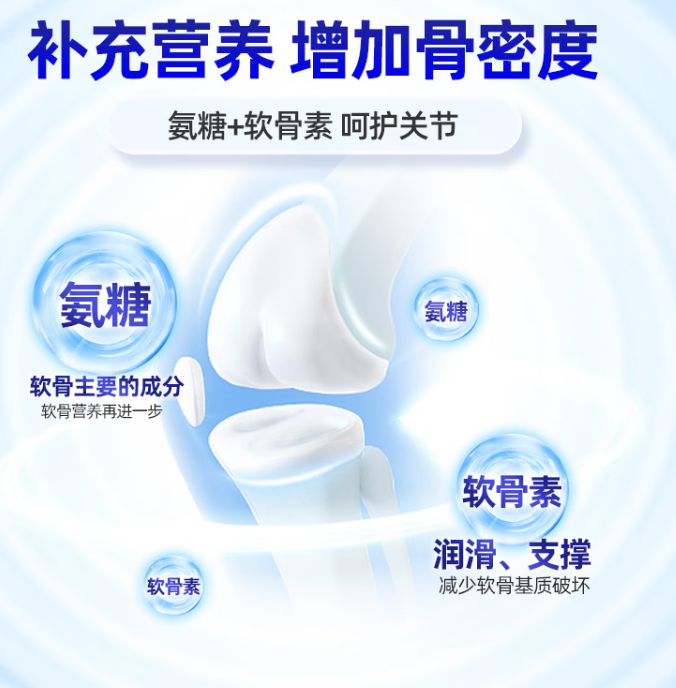 补充营养 增加骨密度
氨糖+软骨素 呵护关节
氨糖
软骨主要的成分
软骨营养再进一步
氨糖
软骨素
润滑、支撑
减少软骨基质破坏
软骨素